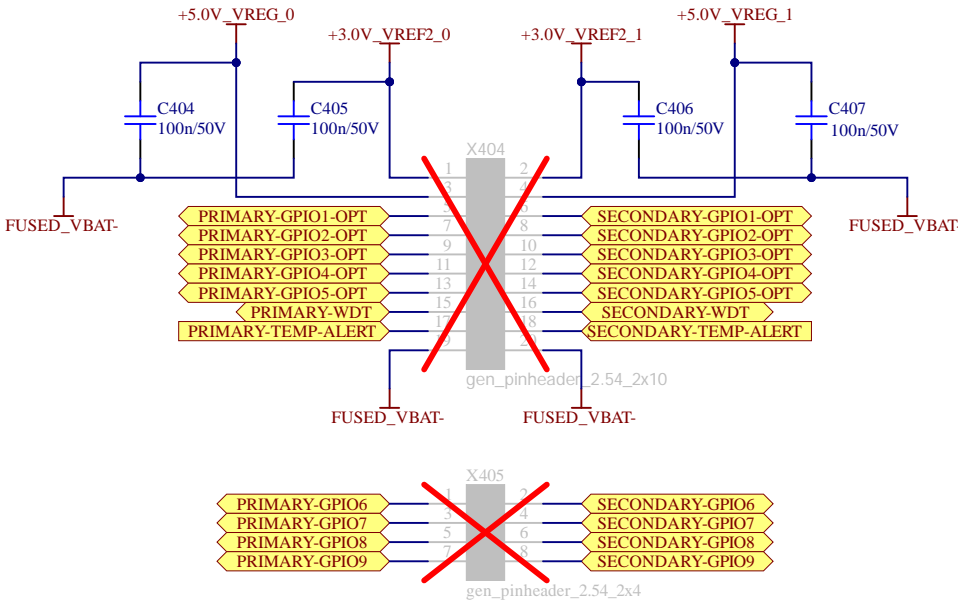 +5.0V_VREG_0
+5.0V_VREG_1
+3.0V_VREF2_0
+3.0V_VREF2_1
C404
100n/50V
C405
100n/50V
C406
100n/50V
C407
100n/50V
X404
1 2
3 4
FUSED_VBAT-
FUSED_VBAT-
PRIMARY-GPIO1-OPT 5 6 SECONDARY-GPIO1-OPT
PRIMARY-GPIO2-OPT 7 8 SECONDARY-GPIO2-OPT
PRIMARY-GPIO3-OPT 9 10 SECONDARY-GPIO3-OPT
PRIMARY-GPIO4-OPT 11 12 SECONDARY-GPIO4-OPT
PRIMARY-GPIO5-OPT 13 14 SECONDARY-GPIO5-OPT
PRIMARY-WDT 15 16 SECONDARY-WDT
PRIMARY-TEMP-ALERT 17 18 SECONDARY-TEMP-ALERT
19 20
gen_pinheader_2.54_2x10
FUSED_VBAT-
FUSED_VBAT-
X405
PRIMARY-GPIO6 1 2 SECONDARY-GPIO6
PRIMARY-GPIO7 3 4 SECONDARY-GPIO7
PRIMARY-GPIO8 5 6 SECONDARY-GPIO8
PRIMARY-GPIO9 7 8 SECONDARY-GPIO9
gen_pinheader_2.54_2x4